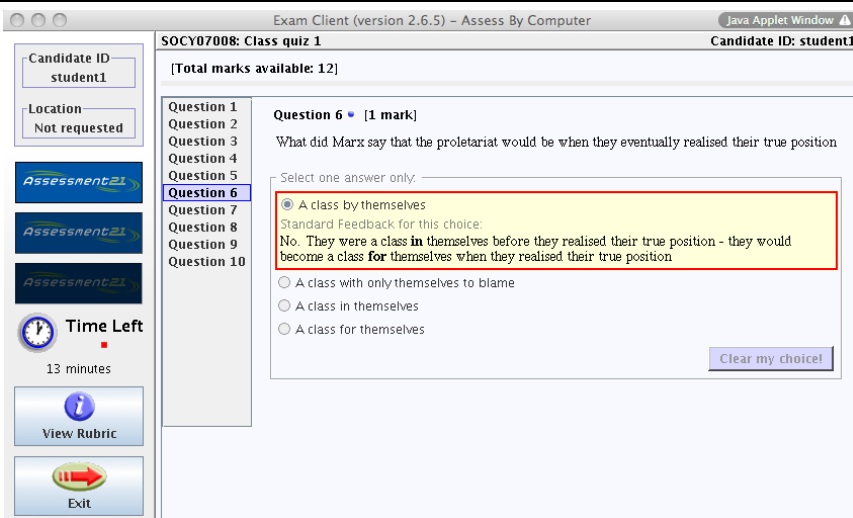 Exam Client (version 2.6.5) – Assess By Computer
Java Applet Window
Candidate ID
student1
Location
Not requested
Assessment21
Assessment21
Assessment21
Time Left
13 minutes
View Rubric
Exit
SOCY07008: Class quiz 1
Candidate ID: student1
[Total marks available: 12]
Question 1
Question 2
Question 3
Question 4
Question 5
Question 6
Question 7
Question 8
Question 9
Question 10
Question 6 [1 mark]
What did Marx say that the proletariat would be when they eventually realised their true position
Select one answer only:
A class by themselves
Standard Feedback for this choice:
No. They were a class in themselves before they realised their true position - they would
become a class for themselves when they realised their true position
A class with only themselves to blame
A class in themselves
A class for themselves
Clear my choice!